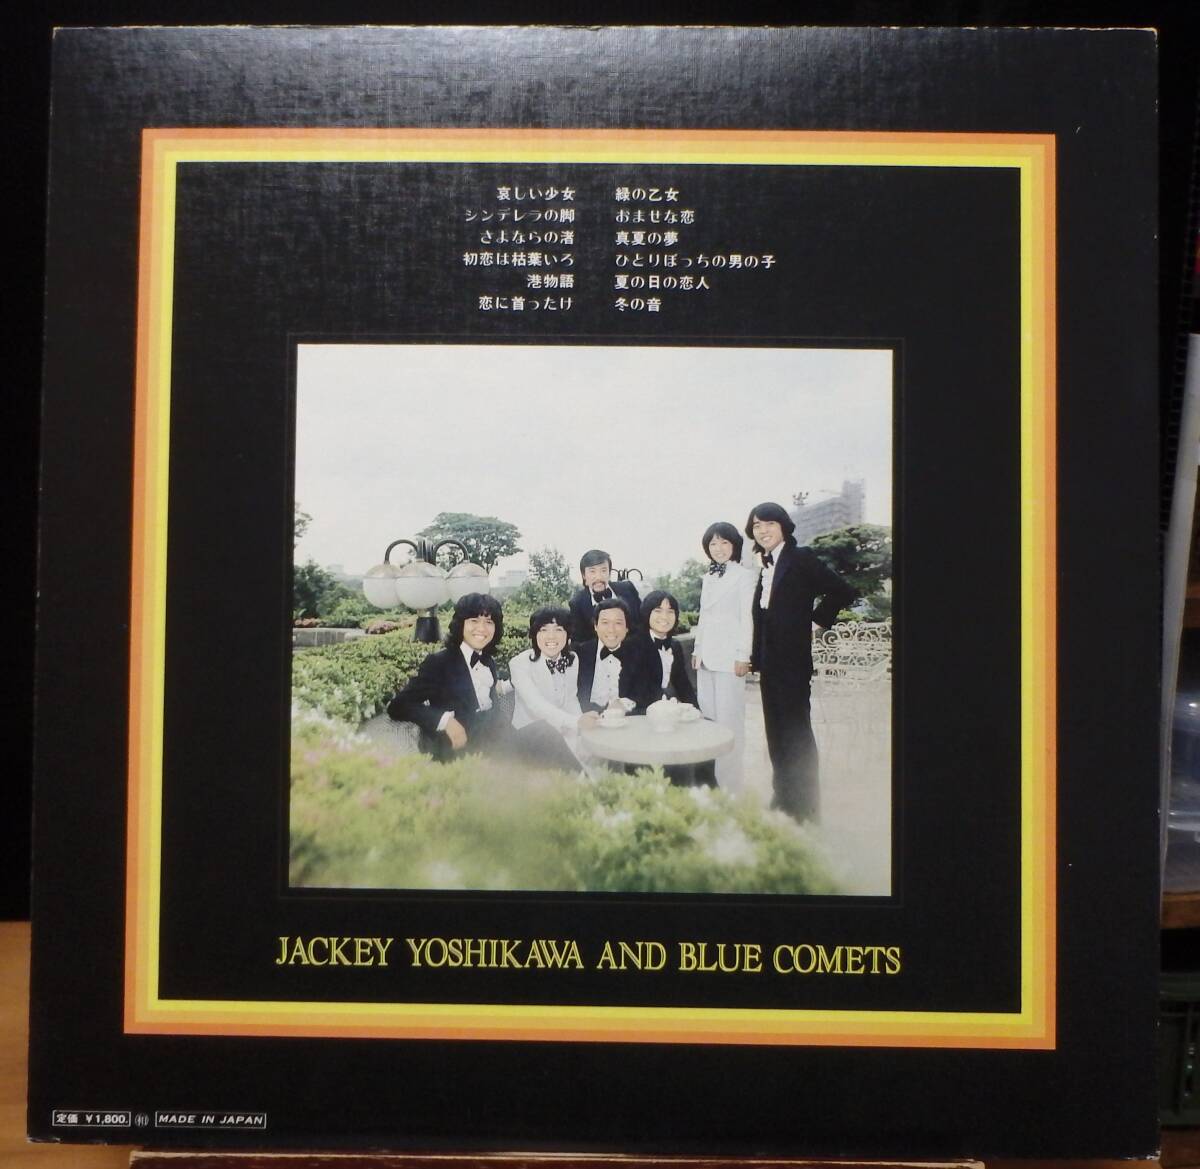 哀しい少女
シンデレラの脚
さよならの渚
初恋は枯葉いろ
港物語
恋に首ったけ
緑の乙女
おませな恋
真夏の夢
ひとりぼっちの男の子
夏の日の恋人
冬の音
JACKEY YOSHIKAWA AND BLUE COMETS
定価 ¥1,800. MADE IN JAPAN